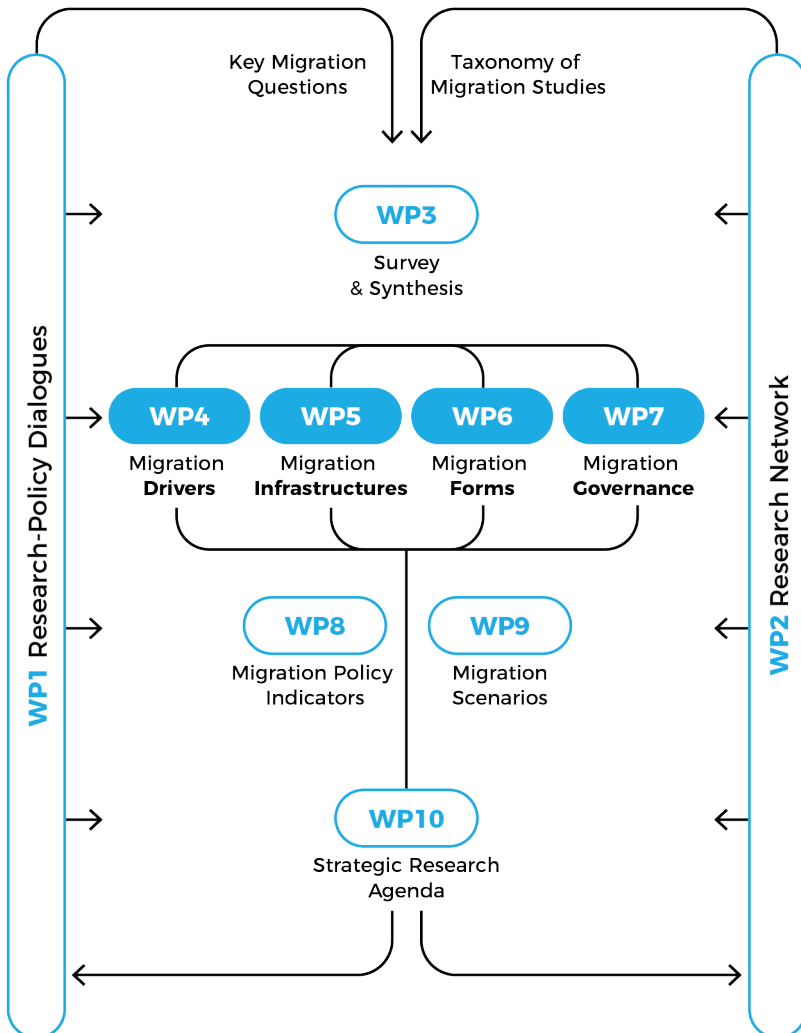 Key Migration
Questions
Taxonomy of
Migration Studies
WP1 Research-Policy Dialogues
WP2 Research Network
WP3
Survey
& Synthesis
WP4
Migration
Drivers
WP5
Migration
Infrastructures
WP6
Migration
Forms
WP7
Migration
Governance
WP8
Migration Policy
Indicators
WP9
Migration
Scenarios
WP10
Strategic Research
Agenda